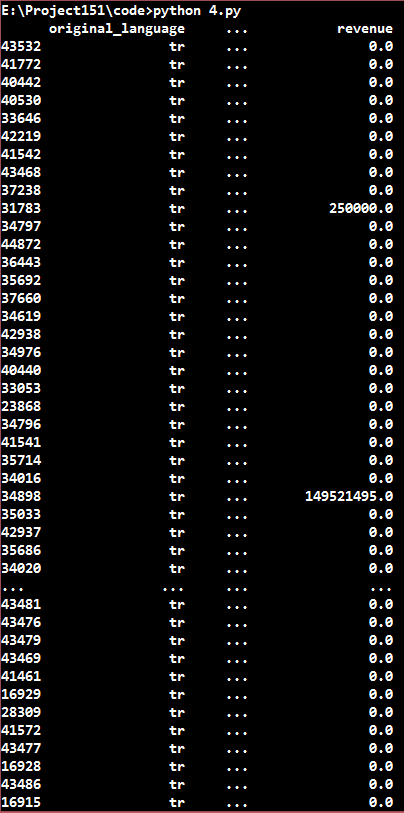 E:\Project151\code>python 4.py
original_language ... revenue
43532 tr ... 0.0
41772 tr ... 0.0
40442 tr ... 0.0
40530 tr ... 0.0
33646 tr ... 0.0
42219 tr ... 0.0
41542 tr ... 0.0
43468 tr ... 0.0
37238 tr ... 0.0
31783 tr ... 250000.0
34797 tr ... 0.0
44872 tr ... 0.0
36443 tr ... 0.0
35692 tr ... 0.0
37660 tr ... 0.0
34619 tr ... 0.0
42938 tr ... 0.0
34976 tr ... 0.0
40440 tr ... 0.0
33053 tr ... 0.0
23868 tr ... 0.0
34796 tr ... 0.0
41541 tr ... 0.0
35714 tr ... 0.0
34016 tr ... 0.0
34898 tr ... 149521495.0
35033 tr ... 0.0
42937 tr ... 0.0
35686 tr ... 0.0
34020 tr ... 0.0
... ... ... ...
43481 tr ... 0.0
43476 tr ... 0.0
43479 tr ... 0.0
43469 tr ... 0.0
41461 tr ... 0.0
16929 tr ... 0.0
28309 tr ... 0.0
41572 tr ... 0.0
43477 tr ... 0.0
16928 tr ... 0.0
43486 tr ... 0.0
16915 tr ... 0.0